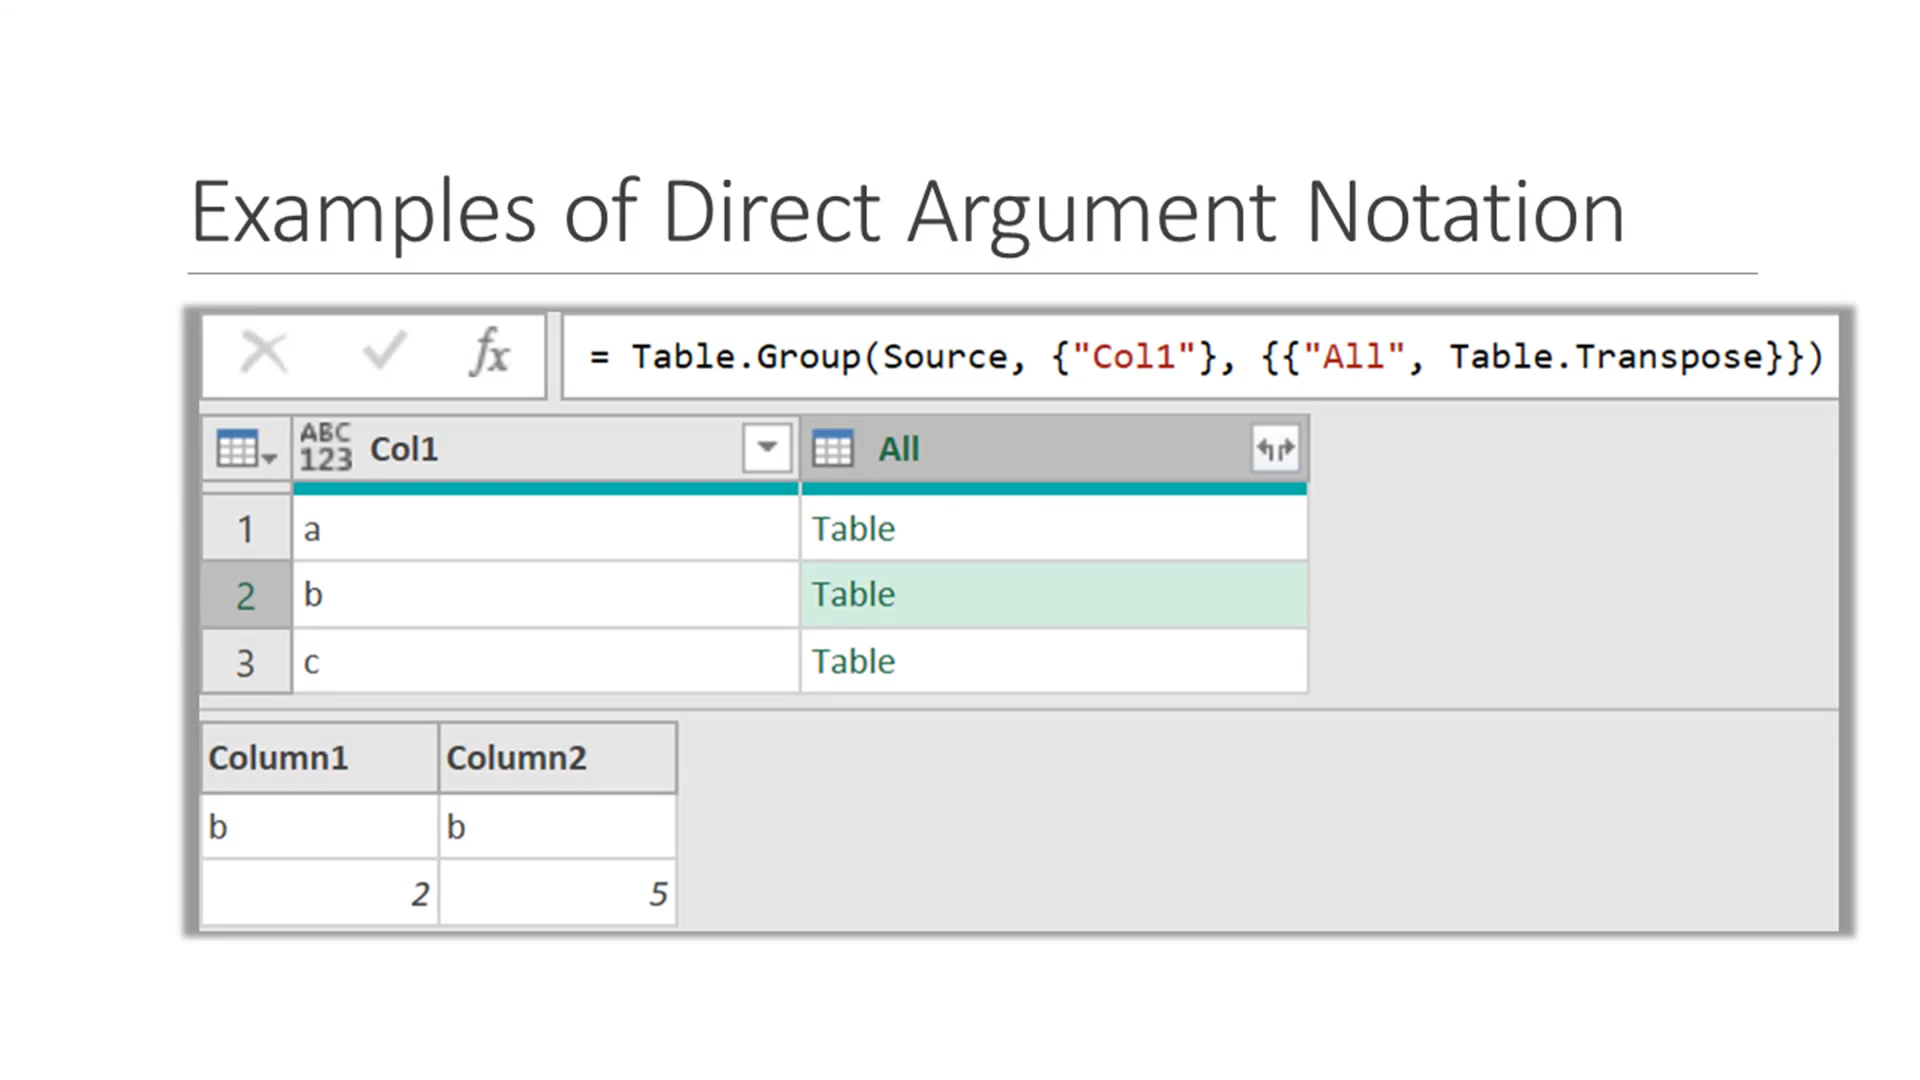 Examples of Direct Argument Notation
fx = Table.Group(Source, {"Col1"}, {{"All", Table.Transpose}})
ABC 123 Col1 All
1 a Table
2 b Table
3 c Table
Column1 Column2
b b
2 5